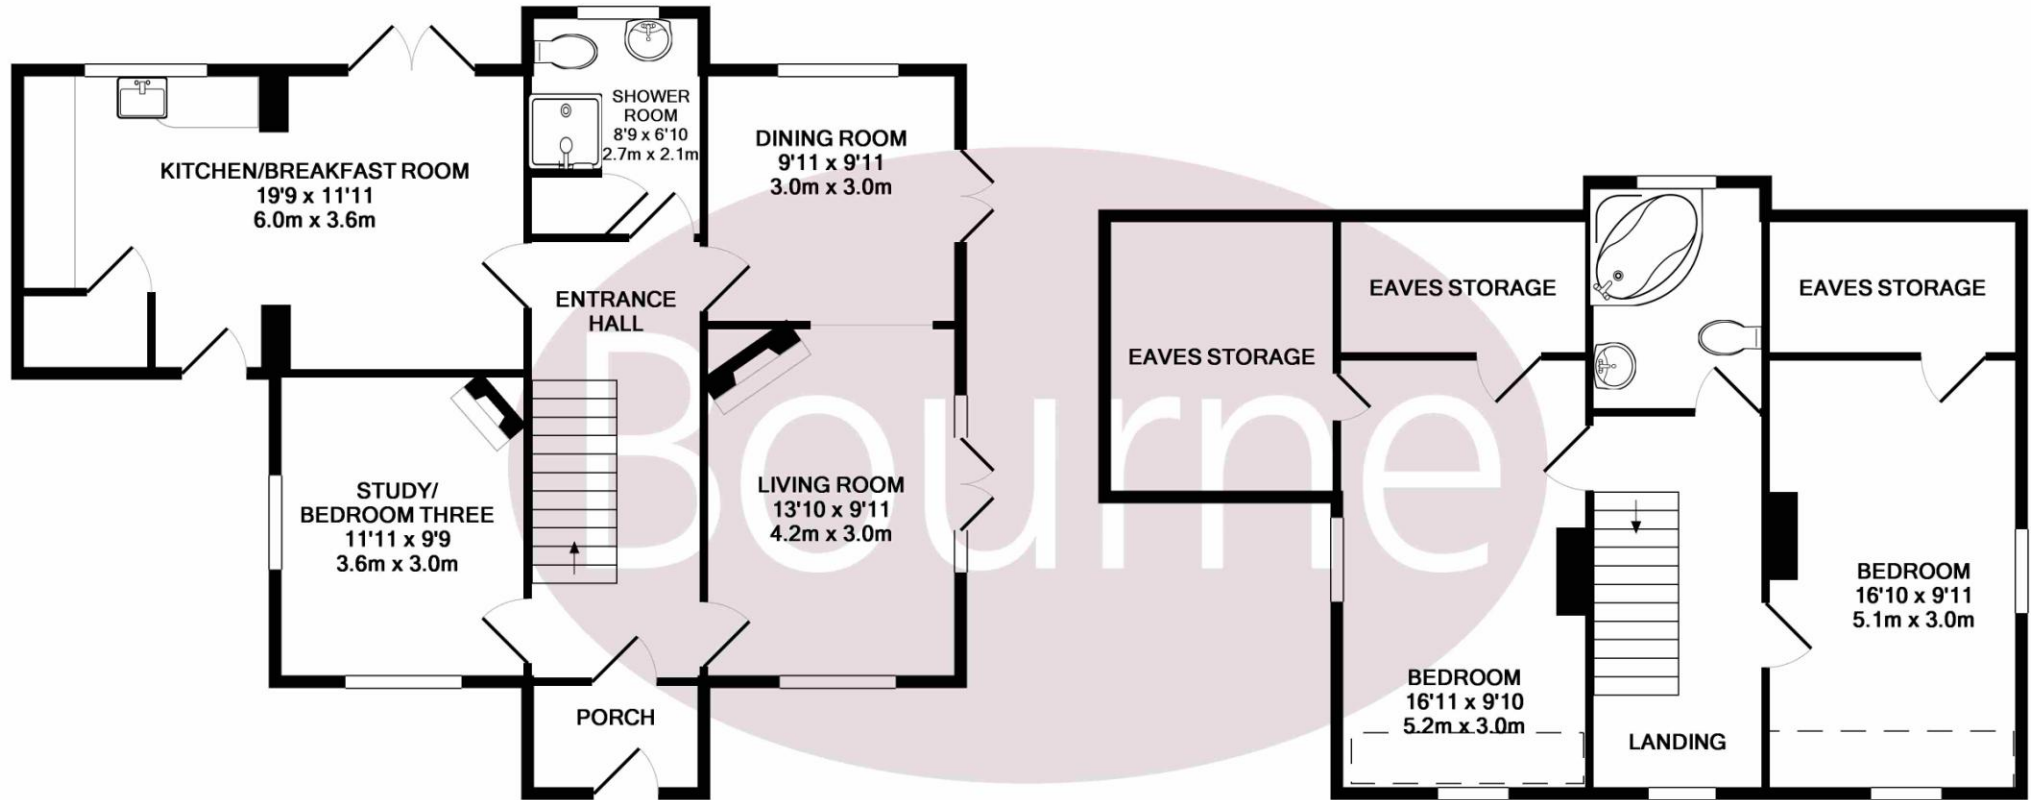 SHOWER
ROOM
8'9 x 6'10
2.7m x 2.1m
DINING ROOM
9'11 x 9'11
3.0m x 3.0m
KITCHEN/BREAKFAST ROOM
19'9 x 11'11
6.0m x 3.6m
ENTRANCE
HALL
STUDY/
BEDROOM THREE
11'11 x 9'9
3.6m x 3.0m
LIVING ROOM
13'10 x 9'11
4.2m x 3.0m
PORCH
Bourne
EAVES STORAGE
EAVES STORAGE
EAVES STORAGE
BEDROOM
16'10 x 9'11
5.1m x 3.0m
BEDROOM
16'11 x 9'10
5.2m x 3.0m
LANDING